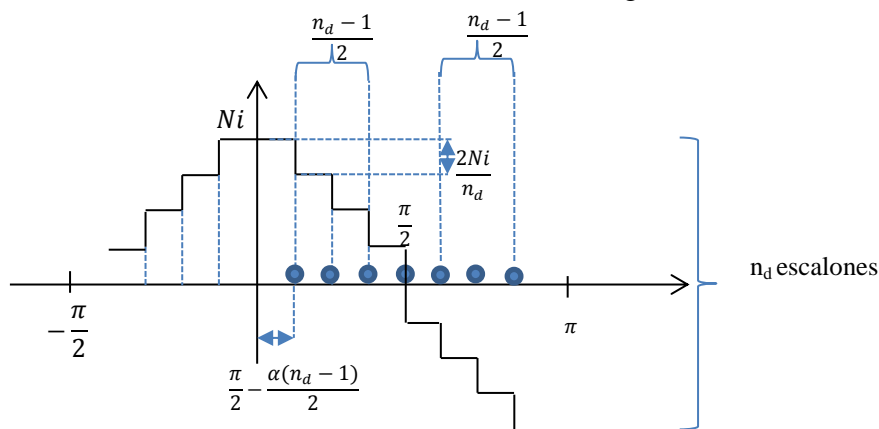 (n_d − 1)/2
(n_d − 1)/2
Ni
2Ni/n_d
π/2
n_d escalones
−π/2
π
π/2 − α(n_d − 1)/2